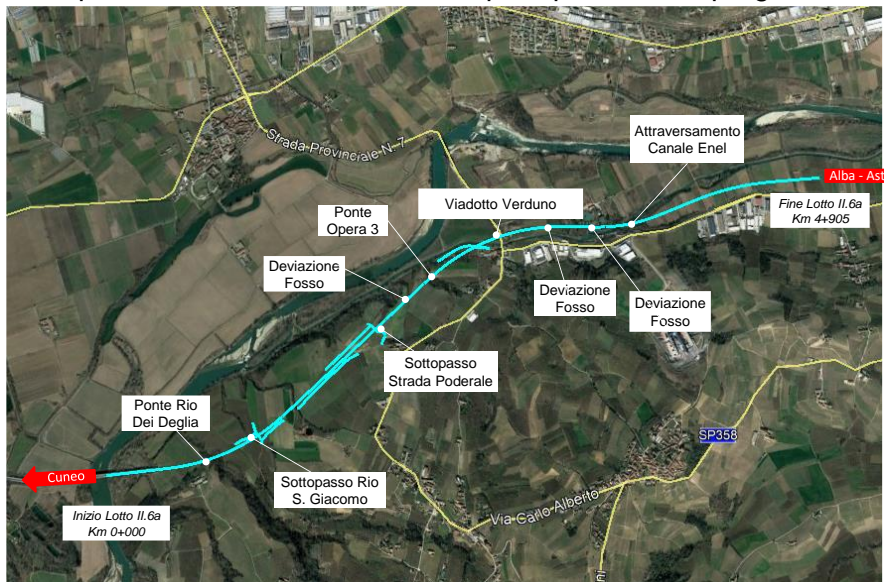 Strada Provinciale N. 7
Attraversamento
Canale Enel
Alba - Ast
Viadotto Verduno
Fine Lotto II.6a
Km 4+905
Ponte
Opera 3
Deviazione
Fosso
Deviazione
Fosso
Deviazione
Fosso
Sottopasso
Strada Poderale
Ponte Rio
Dei Deglia
SP358
Cuneo
Sottopasso Rio
S. Giacomo
Via Carlo Alberto
Inizio Lotto II.6a
Km 0+000